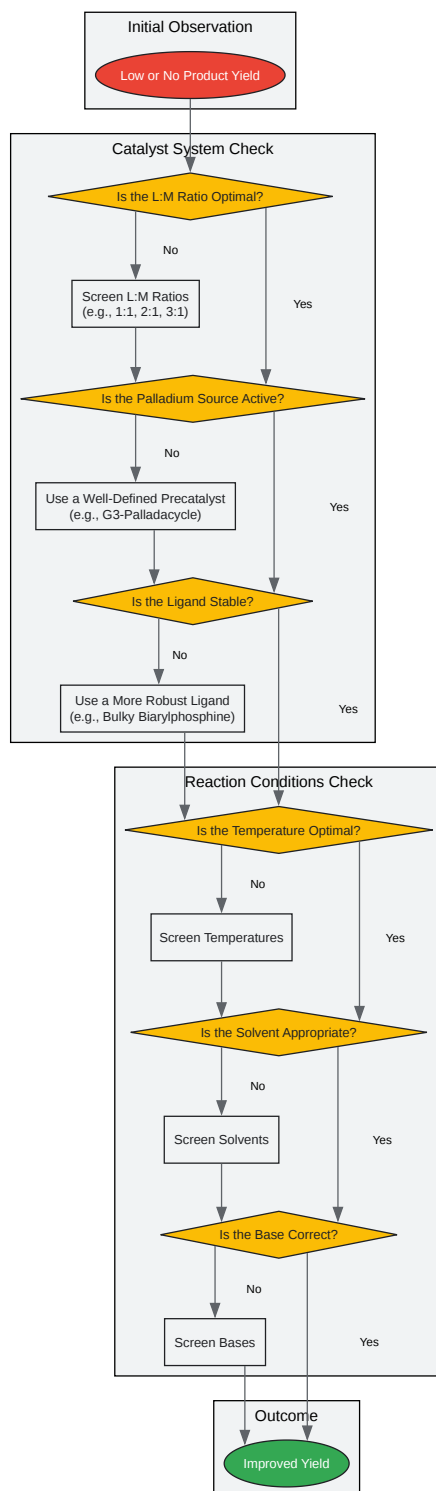 Initial Observation
Low or No Product Yield
Catalyst System Check
Is the L:M Ratio Optimal?
No
Screen L:M Ratios
(e.g., 1:1, 2:1, 3:1)
Yes
Is the Palladium Source Active?
No
Use a Well-Defined Precatalyst
(e.g., G3-Palladacycle)
Yes
Is the Ligand Stable?
No
Use a More Robust Ligand
(e.g., Bulky Biarylphosphine)
Yes
Reaction Conditions Check
Is the Temperature Optimal?
No
Screen Temperatures
Yes
Is the Solvent Appropriate?
No
Screen Solvents
Yes
Is the Base Correct?
No
Screen Bases
Yes
Outcome
Improved Yield